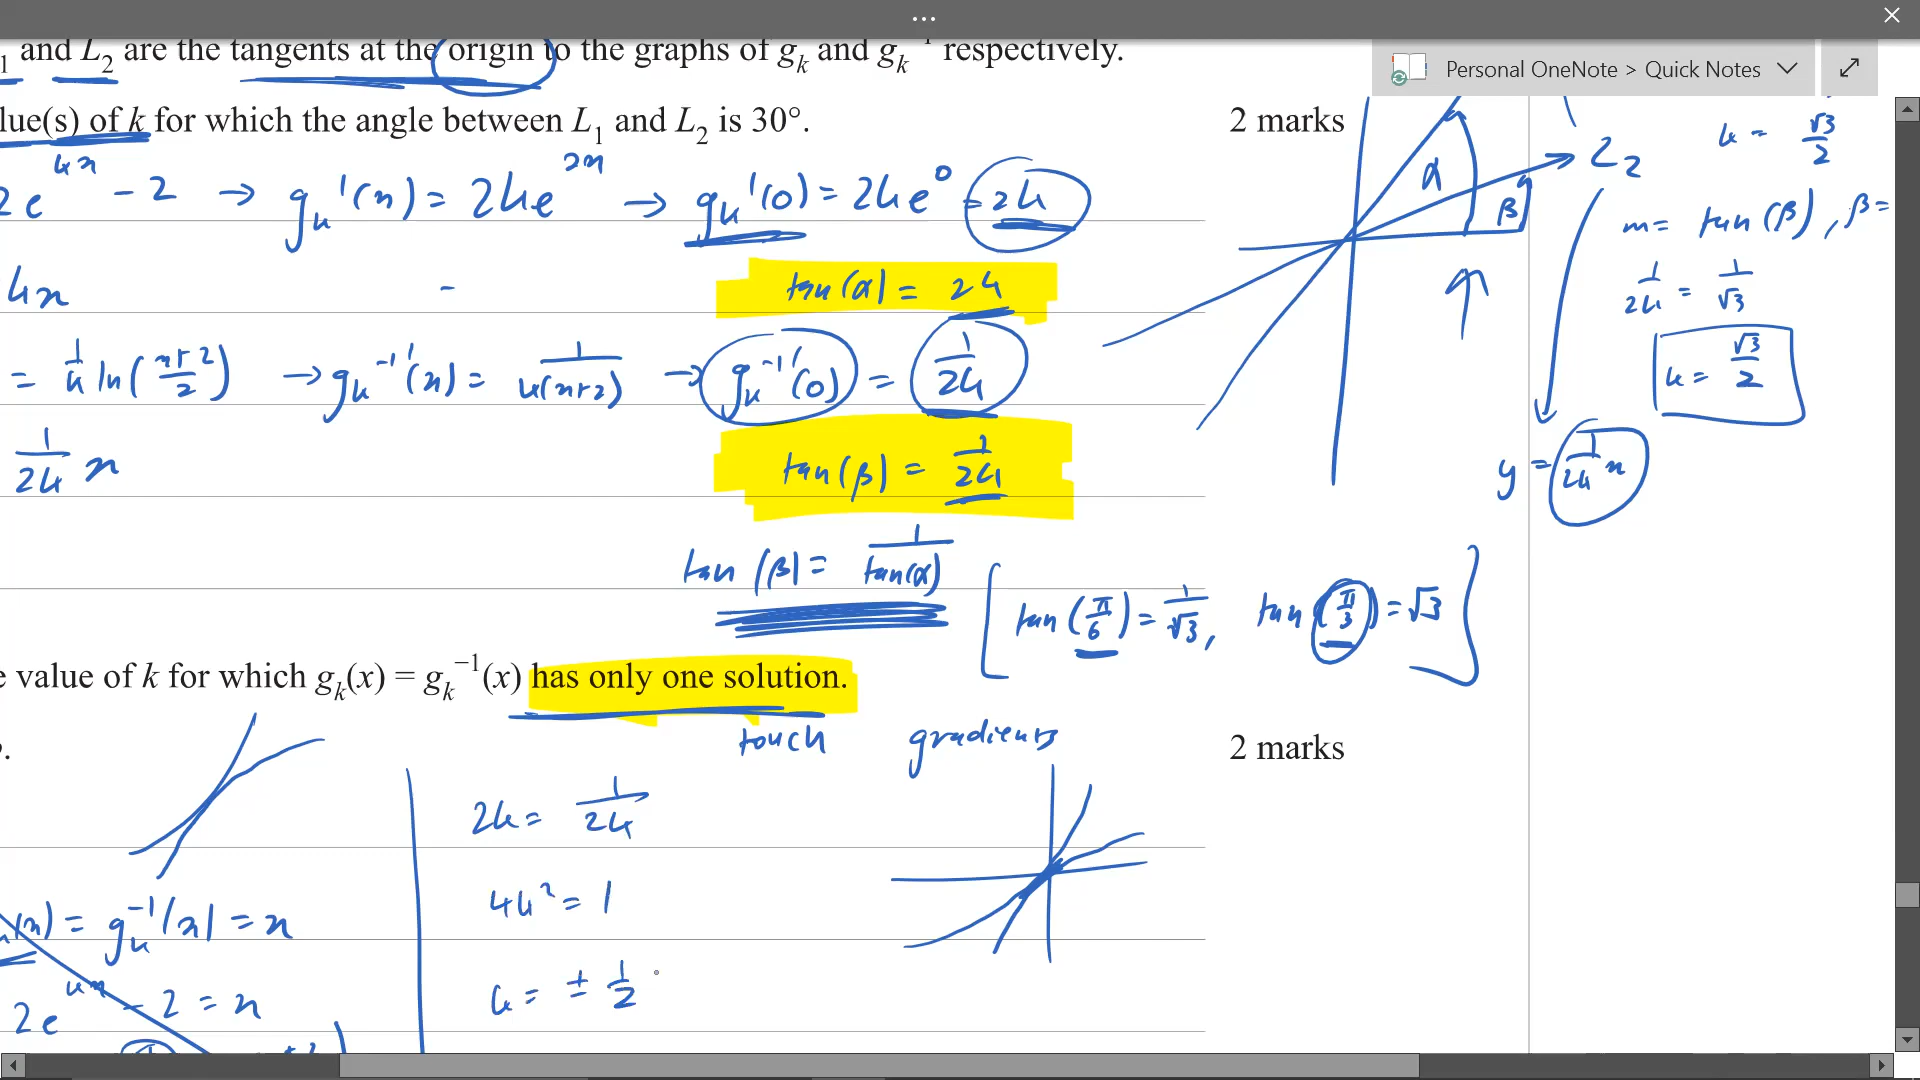 1 and L2 are the tangents at the origin to the graphs of gk and gk-1 respectively.
Personal OneNote > Quick Notes
lue(s) of k for which the angle between L1 and L2 is 30°.
2 marks
k = √3/2
2e^kx - 2 → gk'(x) = 2ke^kx → gk'(0) = 2ke^0 = 2k
α
β
L2
m = tan(β), β =
kx
tan(α) = 2k
1/2k = 1/√3
= 1/k ln(x+2/2) → gk^-1'(x) = 1/k(x+2) → gk^-1'(0) = 1/2k
k = √3/2
1/2k x
tan(β) = 1/2k
y = 1/2k x
tan(β) = 1/tan(α)
[tan(π/6) = 1/√3, tan(π/3) = √3]
e value of k for which gk(x) = gk^-1(x) has only one solution.
touch
gradients
2 marks
2k = 1/2k
4k² = 1
k(x) = gk^-1(x) = x
k = ± 1/2
2e^kx - 2 = x